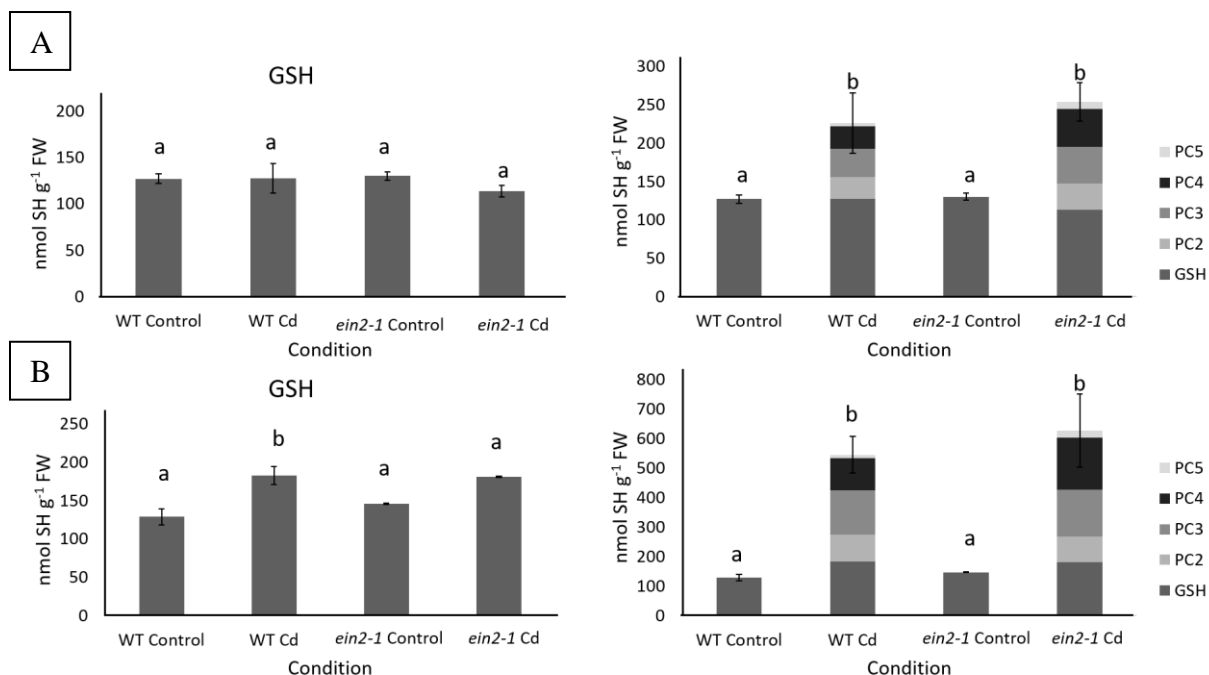 A
GSH
nmol SH g⁻¹ FW
200
150
100
50
0
a
a
a
a
WT Control
WT Cd
ein2-1 Control
ein2-1 Cd
Condition
nmol SH g⁻¹ FW
300
250
200
150
100
50
0
a
b
a
b
WT Control
WT Cd
ein2-1 Control
ein2-1 Cd
Condition
PC5
PC4
PC3
PC2
GSH
B
GSH
nmol SH g⁻¹ FW
250
200
150
100
50
0
a
b
a
a
WT Control
WT Cd
ein2-1 Control
ein2-1 Cd
Condition
nmol SH g⁻¹ FW
800
700
600
500
400
300
200
100
0
a
b
a
b
WT Control
WT Cd
ein2-1 Control
ein2-1 Cd
Condition
PC5
PC4
PC3
PC2
GSH